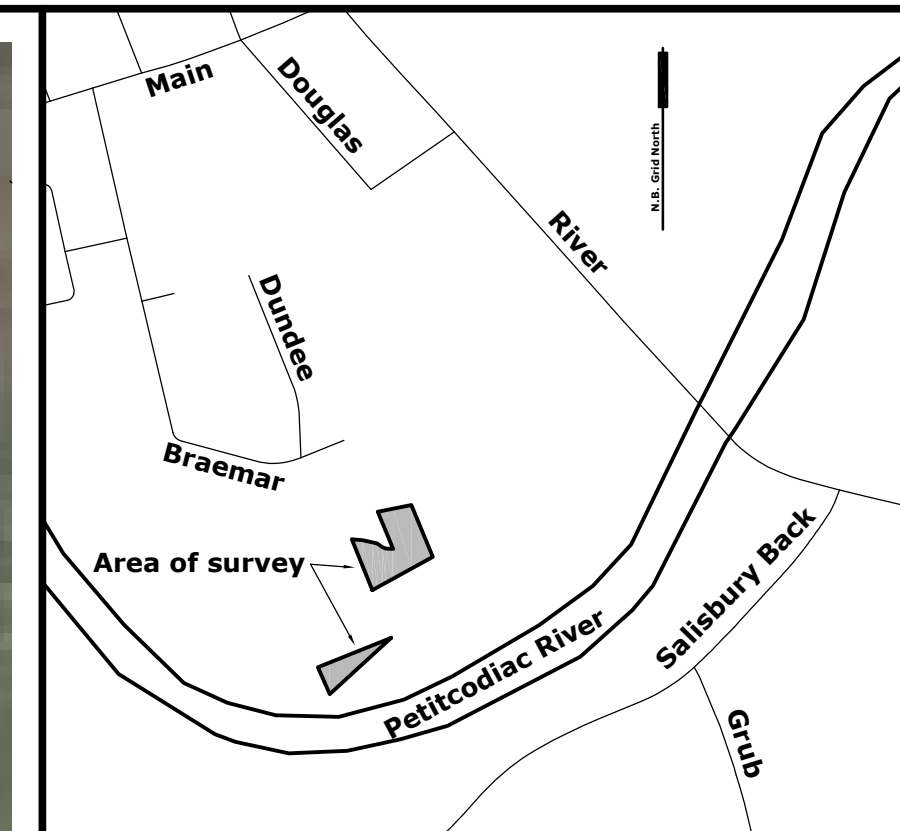 Main
Douglas
N.B. Grid North
River
Dundee
Braemar
Area of survey
Salisbury Back
Petitcodiac River
Grub